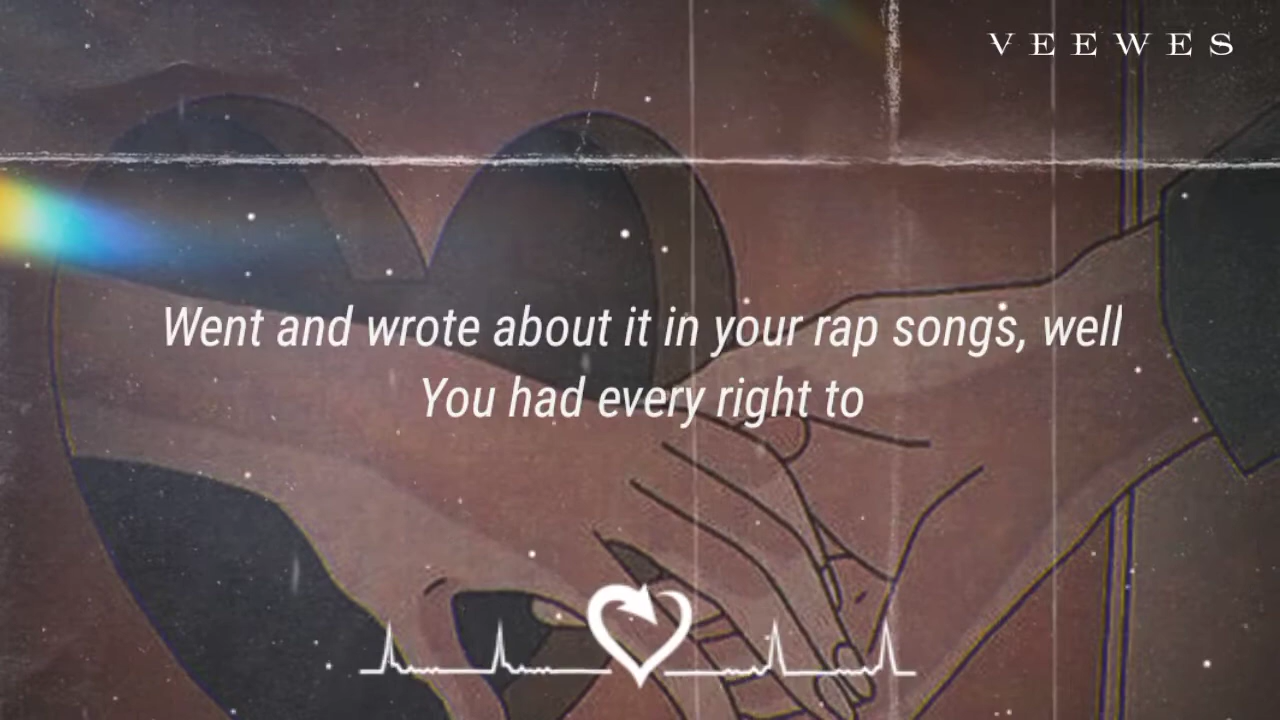 VEEWES
Went and wrote about it in your rap songs, well
You had every right to